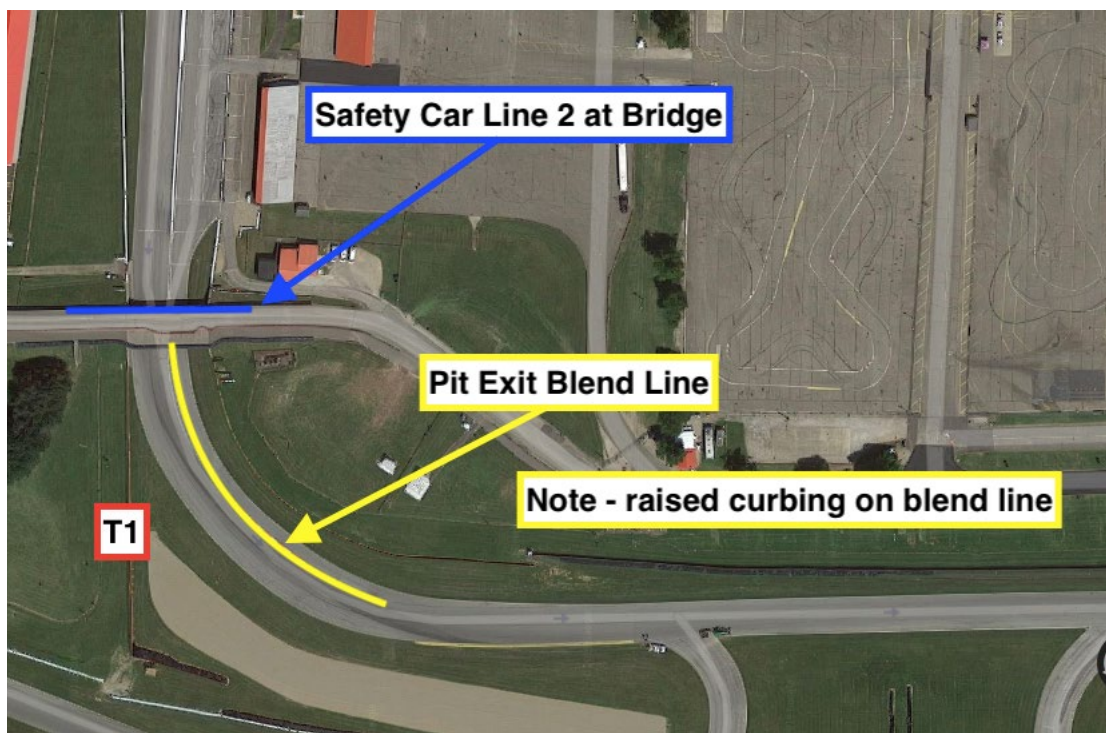 Safety Car Line 2 at Bridge
Pit Exit Blend Line
Note - raised curbing on blend line
T1